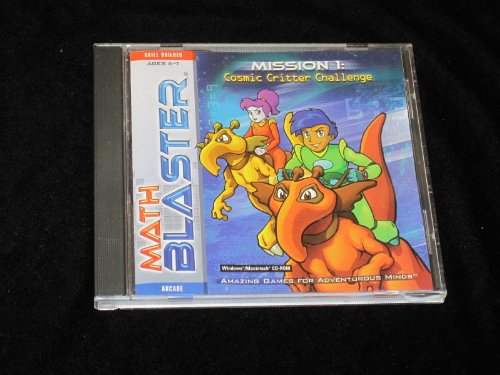 SKILL BUILDER
AGES 6-7
MATH
BLASTER®
ARCADE
MISSION 1:
Cosmic Critter Challenge
Windows®/Macintosh® CD-ROM
AMAZING GAMES FOR ADVENTUROUS MINDS™